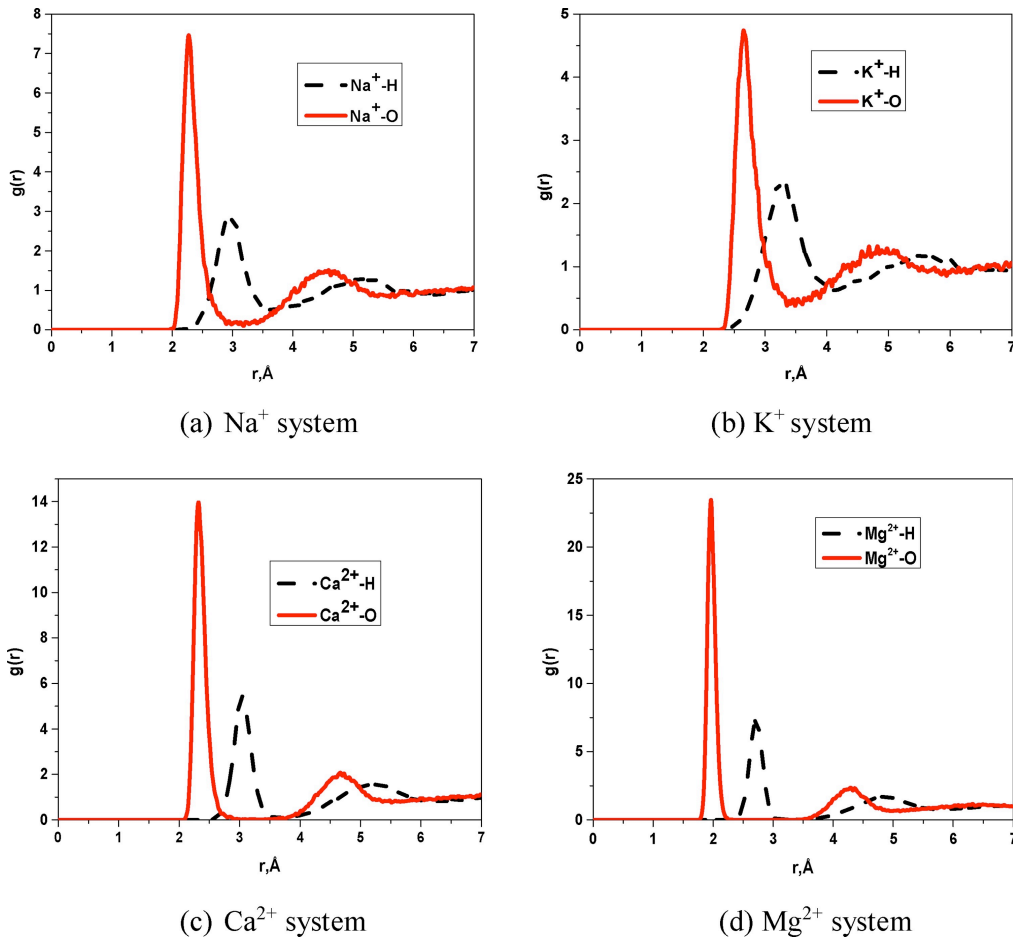 8
7
6
5
4
3
2
1
0
g(r)
Na⁺-H
Na⁺-O
0 1 2 3 4 5 6 7
r,Å
(a) Na⁺ system
5
4
3
2
1
0
g(r)
K⁺-H
K⁺-O
0 1 2 3 4 5 6 7
r,Å
(b) K⁺ system
14
12
10
8
6
4
2
0
g(r)
Ca²⁺-H
Ca²⁺-O
0 1 2 3 4 5 6 7
r,Å
(c) Ca²⁺ system
25
20
15
10
5
0
g(r)
Mg²⁺-H
Mg²⁺-O
0 1 2 3 4 5 6 7
r,Å
(d) Mg²⁺ system